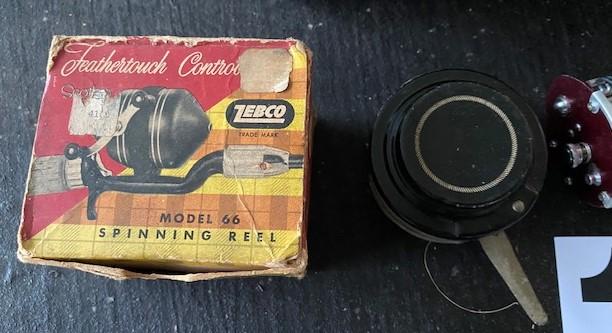 Feathertouch Control
ZEBCO
TRADE MARK
MODEL 66
SPINNING REEL